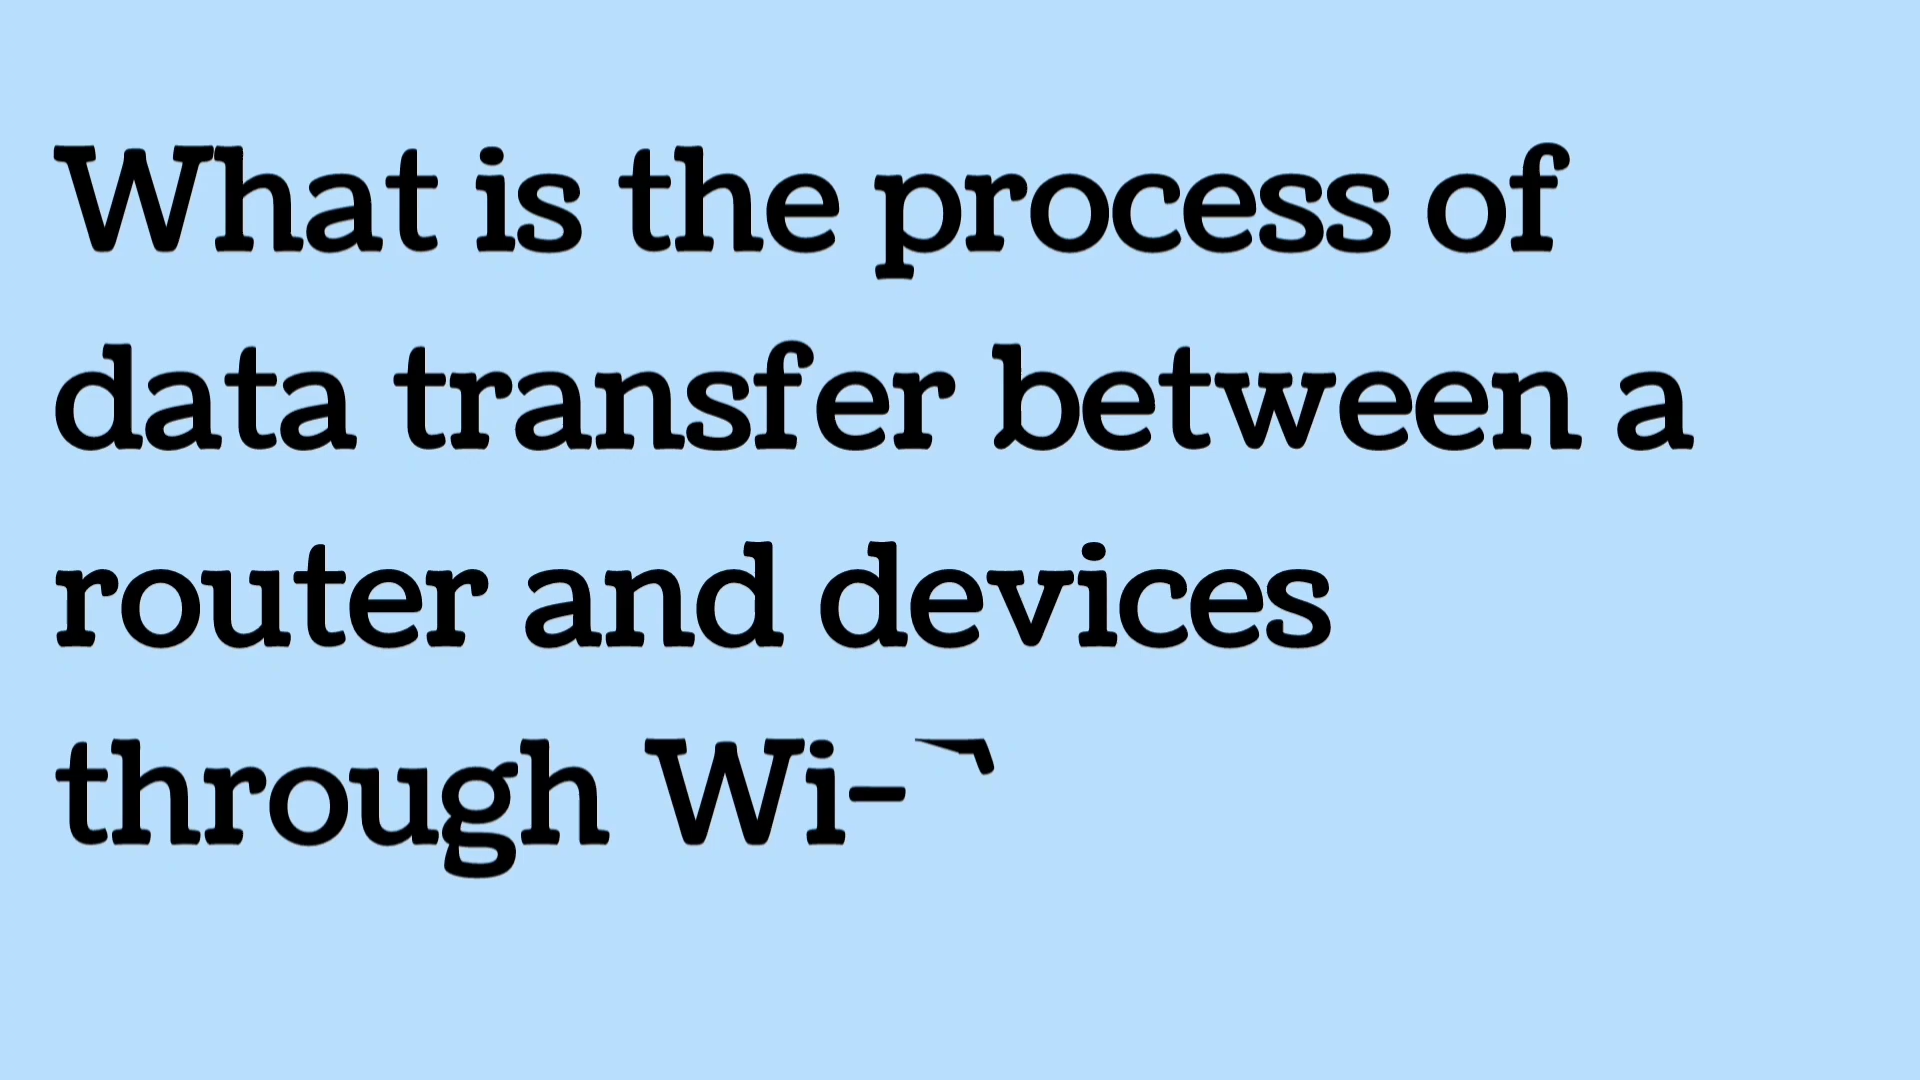 What is the process of
data transfer between a
router and devices
through Wi-